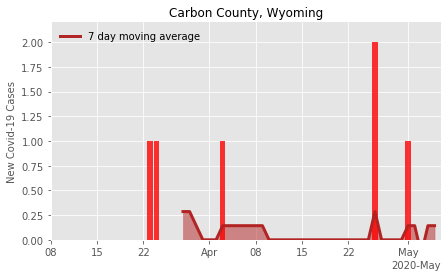 Carbon County, Wyoming
7 day moving average
New Covid-19 Cases
2.00
1.75
1.50
1.25
1.00
0.75
0.50
0.25
0.00
08 15 22 Apr 08 15 22 May
2020-May